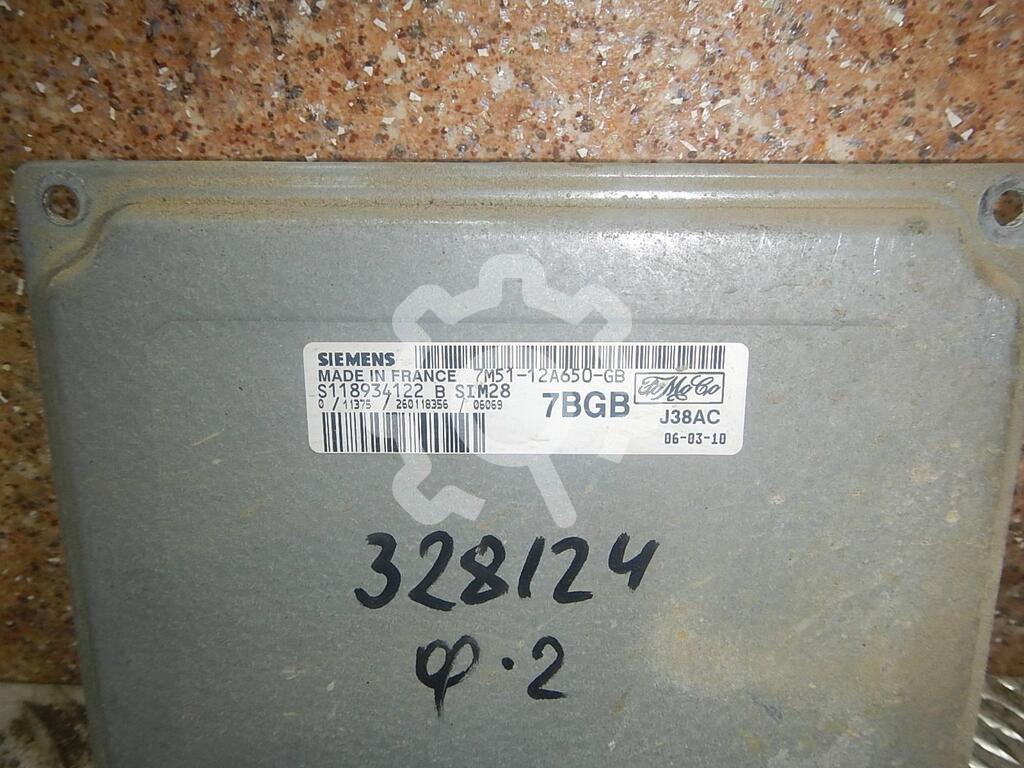 SIEMENS
MADE IN FRANCE 7M51-12A650-GB
S118934122 B SIM28
0 / 11375 / 260118356 / 06069
7BGB
FoMoCo
J38AC
06-03-10
328124
ф.2